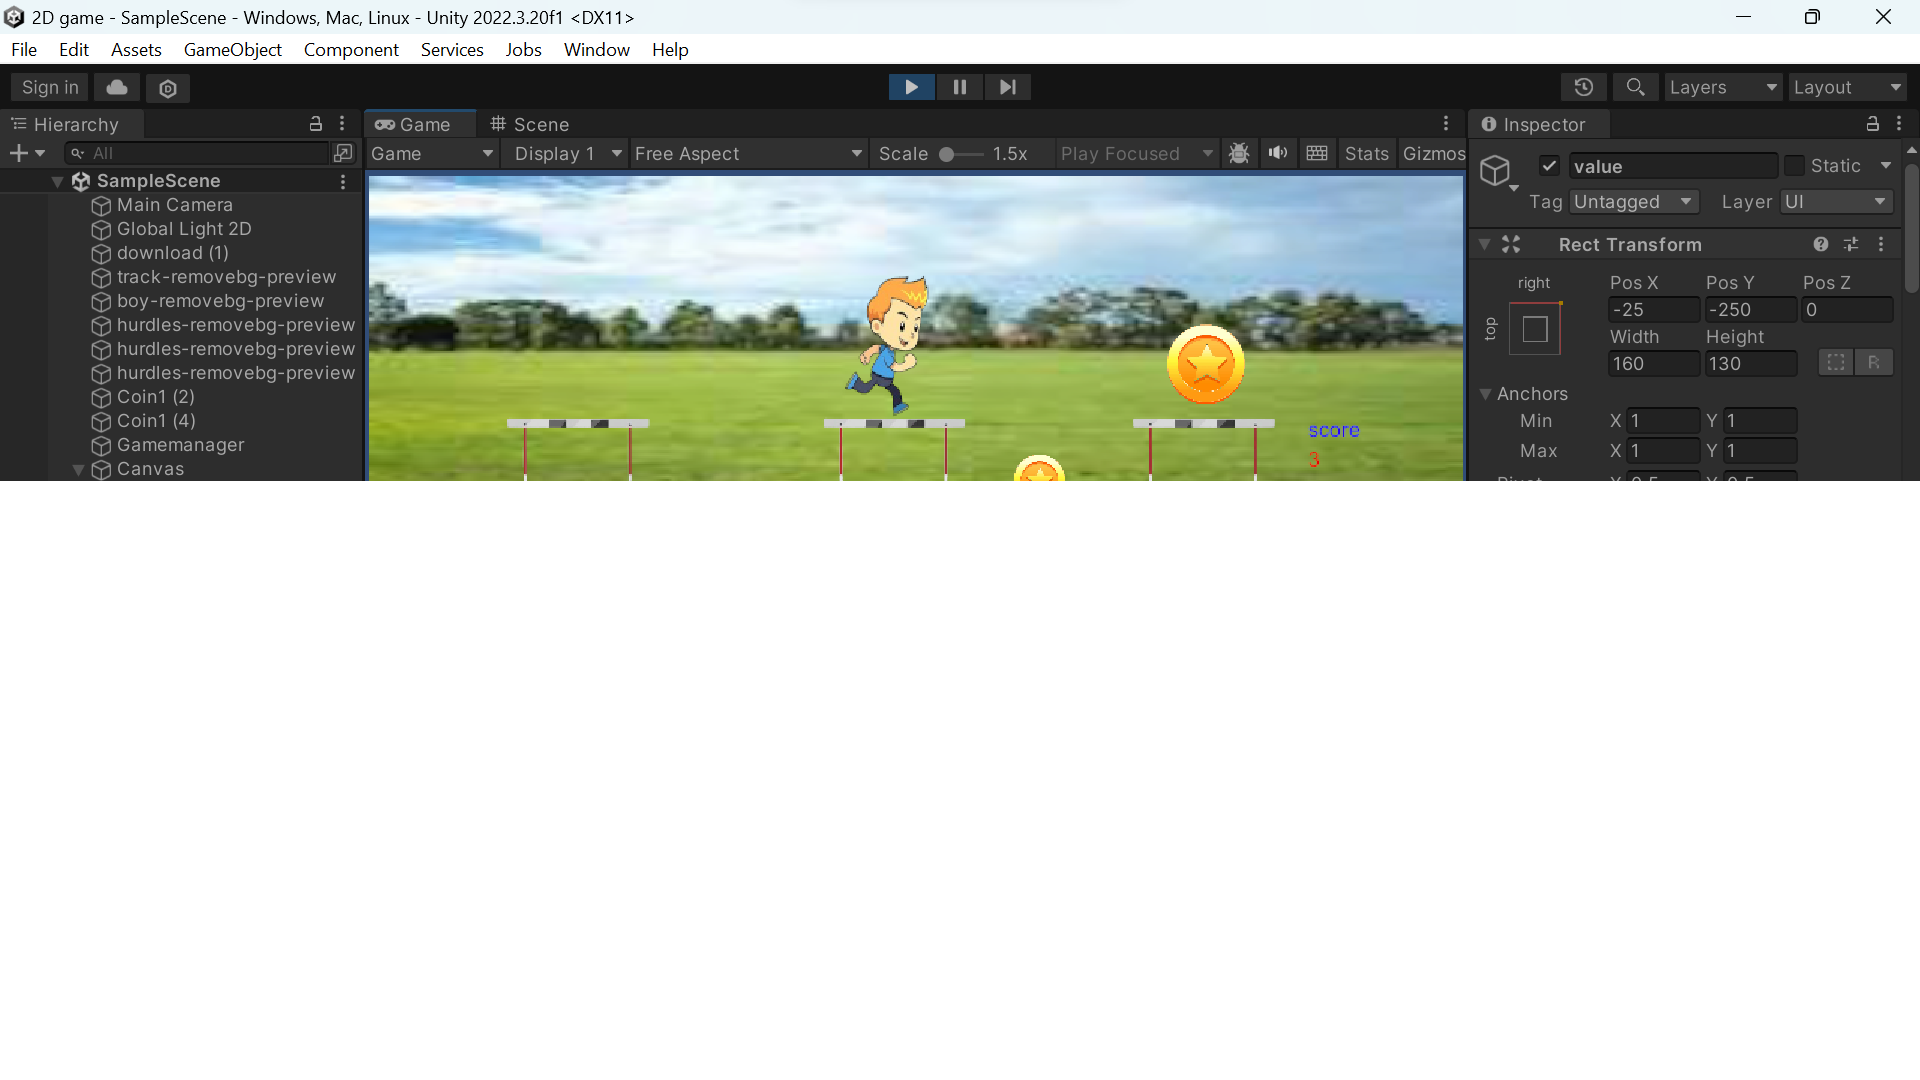 2D game - SampleScene - Windows, Mac, Linux - Unity 2022.3.20f1 <DX11>
File Edit Assets GameObject Component Services Jobs Window Help
Sign in Layers Layout
Hierarchy Game Scene Inspector
All Game Display 1 Free Aspect Scale 1.5x Play Focused Stats Gizmos
value Static
Tag Untagged Layer UI
SampleScene
Main Camera
Global Light 2D
download (1)
track-removebg-preview
boy-removebg-preview
hurdles-removebg-preview
hurdles-removebg-preview
hurdles-removebg-preview
Coin1 (2)
Coin1 (4)
Gamemanager
Canvas
score
3
Rect Transform
right Pos X Pos Y Pos Z
top -25 -250 0
Width Height
160 130 R
Anchors
Min X 1 Y 1
Max X 1 Y 1